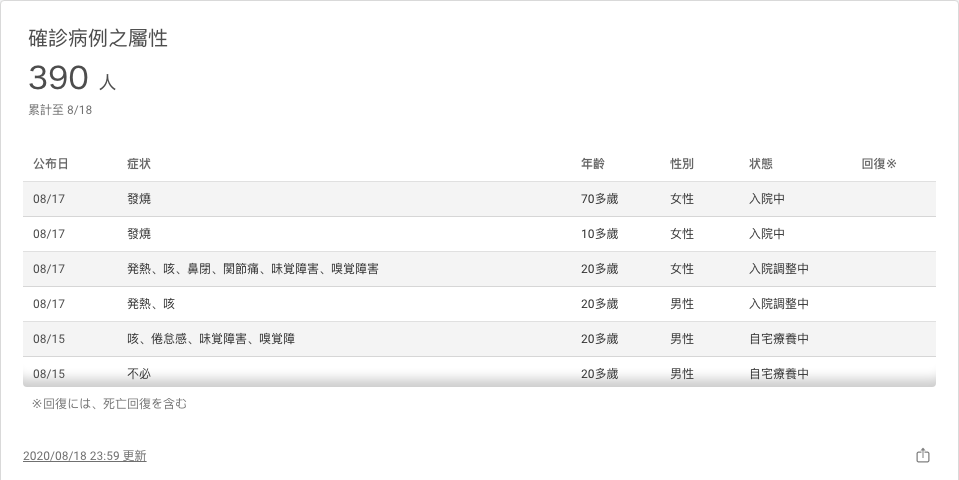 確診病例之屬性
390 人
累計至 8/18
公布日 症状 年齢 性別 状態 回復※
08/17 發燒 70多歲 女性 入院中
08/17 發燒 10多歲 女性 入院中
08/17 発熱、咳、鼻閉、関節痛、味覚障害、嗅覚障害 20多歲 女性 入院調整中
08/17 発熱、咳 20多歲 男性 入院調整中
08/15 咳、倦怠感、味覚障害、嗅覚障 20多歲 男性 自宅療養中
08/15 不必 20多歲 男性 自宅療養中
※回復には、死亡回復を含む
2020/08/18 23:59 更新